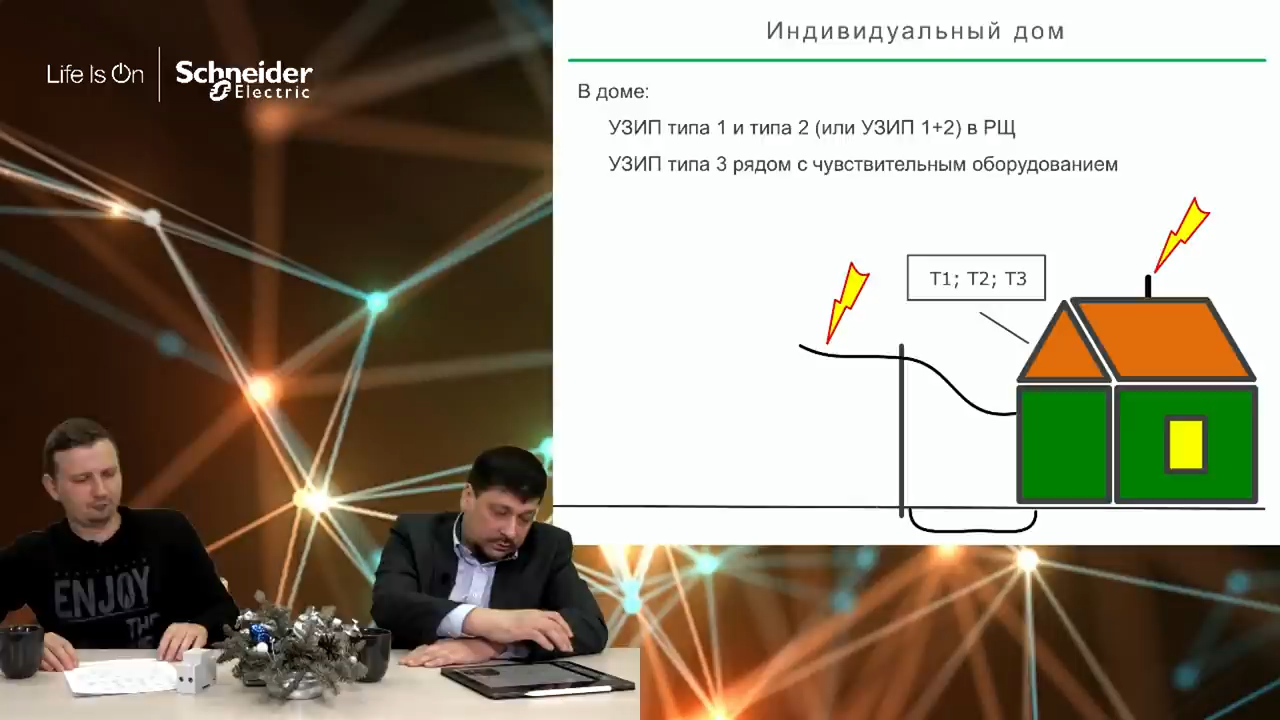 Life Is On
Schneider
Electric
Индивидуальный дом
В доме:
УЗИП типа 1 и типа 2 (или УЗИП 1+2) в РЩ
УЗИП типа 3 рядом с чувствительным оборудованием
T1; T2; T3
ENJOY
THE